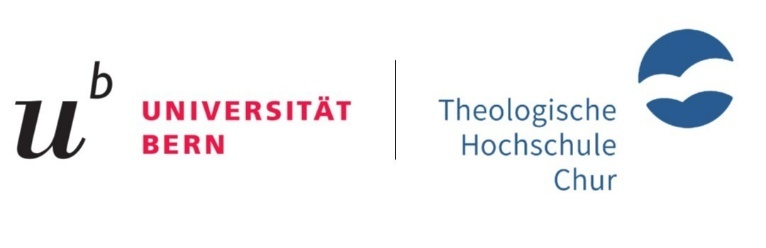 u^b
UNIVERSITÄT
BERN
Theologische
Hochschule
Chur